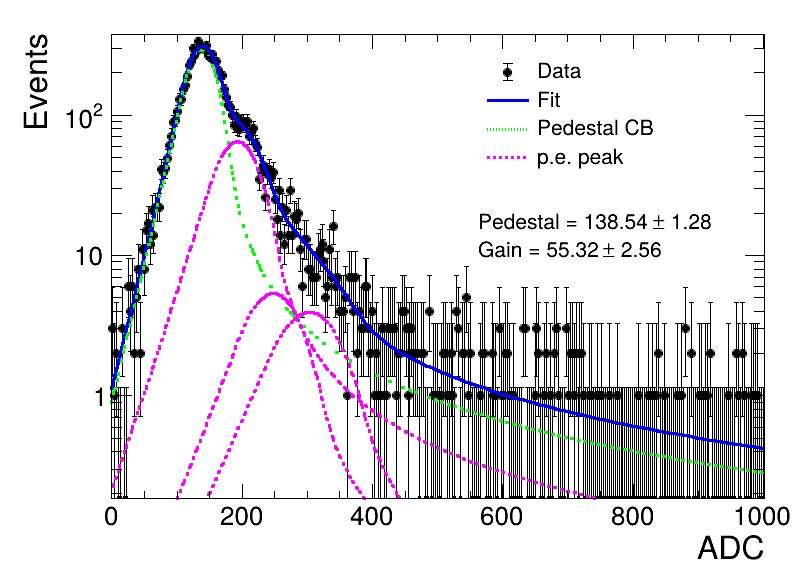 Events
10²
10
1
Data
Fit
Pedestal CB
p.e. peak
Pedestal = 138.54 ± 1.28
Gain = 55.32 ± 2.56
0 200 400 600 800 1000
ADC